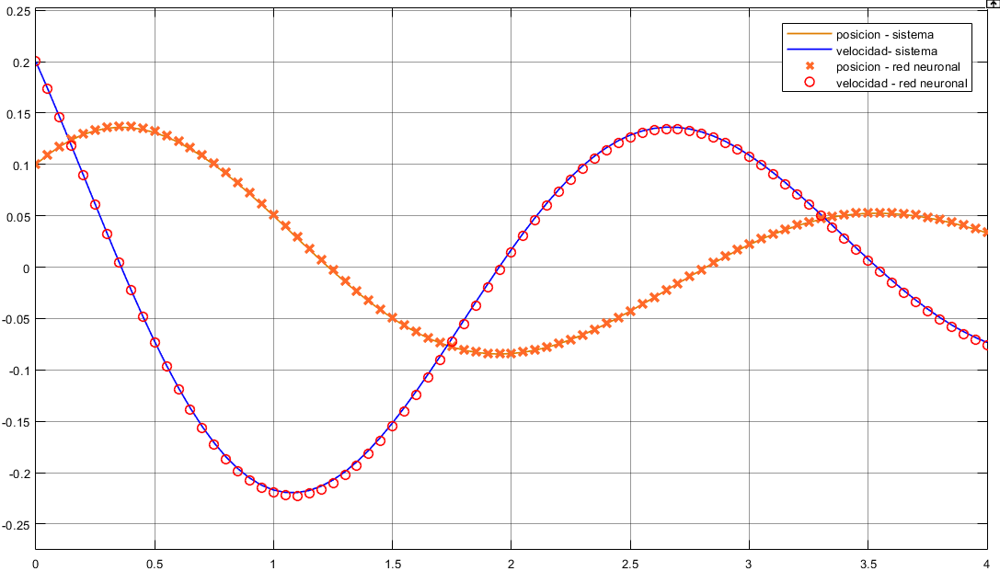 0.25
0.2
0.15
0.1
0.05
0
-0.05
-0.1
-0.15
-0.2
-0.25
0 0.5 1 1.5 2 2.5 3 3.5 4
posicion - sistema
velocidad- sistema
posicion - red neuronal
velocidad - red neuronal